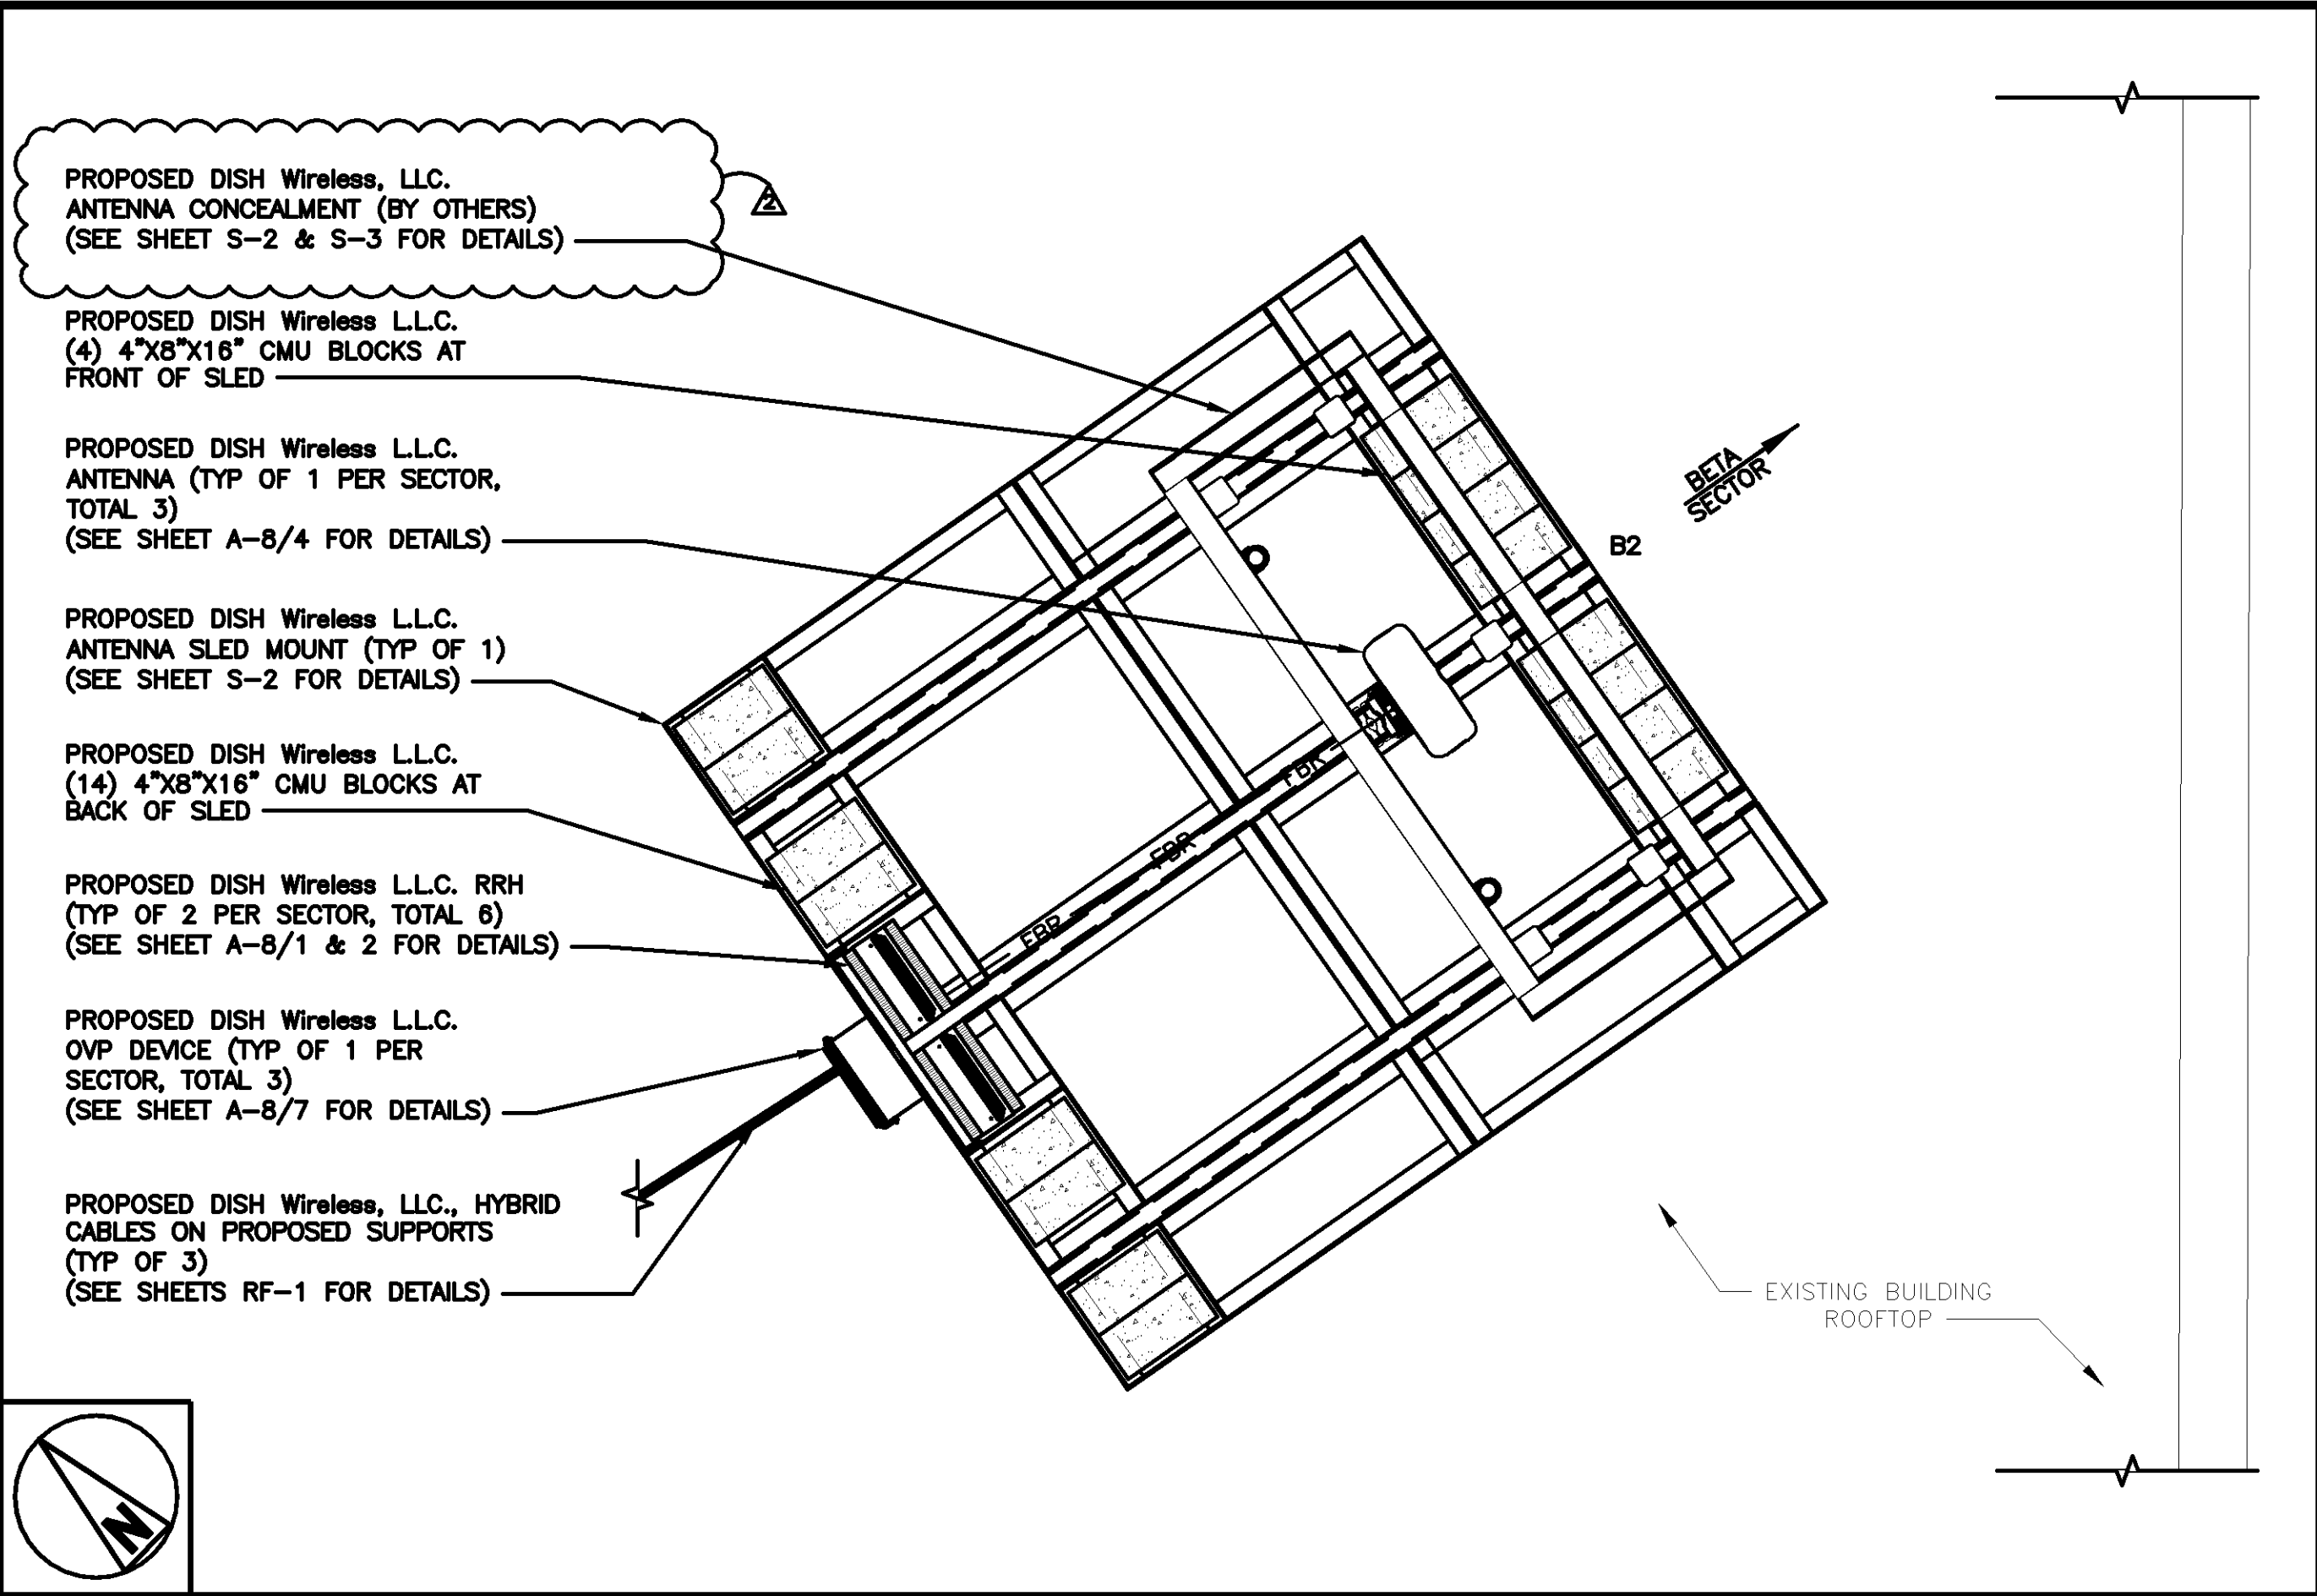 PROPOSED DISH Wireless, LLC.
ANTENNA CONCEALMENT (BY OTHERS)
(SEE SHEET S-2 & S-3 FOR DETAILS)
2
PROPOSED DISH Wireless L.L.C.
(4) 4"X8"X16" CMU BLOCKS AT
FRONT OF SLED
PROPOSED DISH Wireless L.L.C.
ANTENNA (TYP OF 1 PER SECTOR,
TOTAL 3)
(SEE SHEET A-8/4 FOR DETAILS)
PROPOSED DISH Wireless L.L.C.
ANTENNA SLED MOUNT (TYP OF 1)
(SEE SHEET S-2 FOR DETAILS)
PROPOSED DISH Wireless L.L.C.
(14) 4"X8"X16" CMU BLOCKS AT
BACK OF SLED
PROPOSED DISH Wireless L.L.C. RRH
(TYP OF 2 PER SECTOR, TOTAL 6)
(SEE SHEET A-8/1 & 2 FOR DETAILS)
PROPOSED DISH Wireless L.L.C.
OVP DEVICE (TYP OF 1 PER
SECTOR, TOTAL 3)
(SEE SHEET A-8/7 FOR DETAILS)
PROPOSED DISH Wireless, LLC., HYBRID
CABLES ON PROPOSED SUPPORTS
(TYP OF 3)
(SEE SHEETS RF-1 FOR DETAILS)
BETA
SECTOR
B2
FBR
FBR
FBR
EXISTING BUILDING
ROOFTOP
N